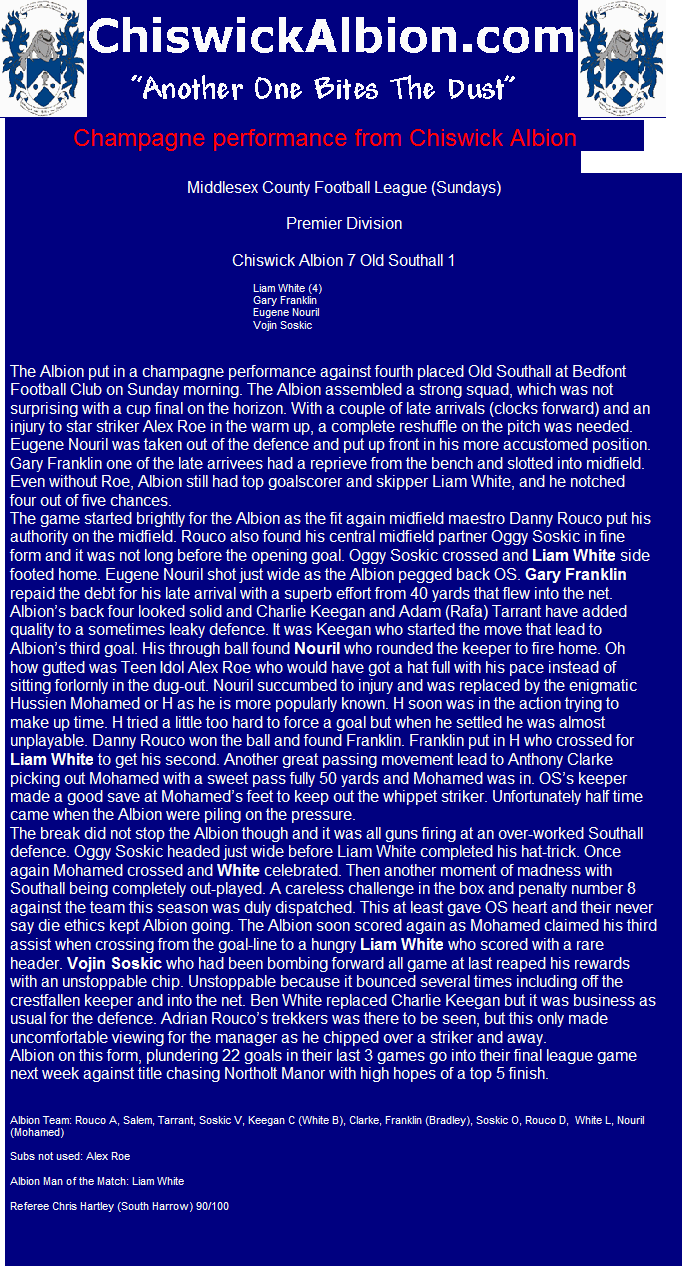 ChiswickAlbion.com
“Another One Bites The Dust”
Champagne performance from Chiswick Albion
Middlesex County Football League (Sundays)
Premier Division
Chiswick Albion 7 Old Southall 1
Liam White (4)
Gary Franklin
Eugene Nouril
Vojin Soskic
The Albion put in a champagne performance against fourth placed Old Southall at Bedfont
Football Club on Sunday morning. The Albion assembled a strong squad, which was not
surprising with a cup final on the horizon. With a couple of late arrivals (clocks forward) and an
injury to star striker Alex Roe in the warm up, a complete reshuffle on the pitch was needed.
Eugene Nouril was taken out of the defence and put up front in his more accustomed position.
Gary Franklin one of the late arrivees had a reprieve from the bench and slotted into midfield.
Even without Roe, Albion still had top goalscorer and skipper Liam White, and he notched
four out of five chances.
The game started brightly for the Albion as the fit again midfield maestro Danny Rouco put his
authority on the midfield. Rouco also found his central midfield partner Oggy Soskic in fine
form and it was not long before the opening goal. Oggy Soskic crossed and Liam White side
footed home. Eugene Nouril shot just wide as the Albion pegged back OS. Gary Franklin
repaid the debt for his late arrival with a superb effort from 40 yards that flew into the net.
Albion’s back four looked solid and Charlie Keegan and Adam (Rafa) Tarrant have added
quality to a sometimes leaky defence. It was Keegan who started the move that lead to
Albion’s third goal. His through ball found Nouril who rounded the keeper to fire home. Oh
how gutted was Teen Idol Alex Roe who would have got a hat full with his pace instead of
sitting forlornly in the dug-out. Nouril succumbed to injury and was replaced by the enigmatic
Hussien Mohamed or H as he is more popularly known. H soon was in the action trying to
make up time. H tried a little too hard to force a goal but when he settled he was almost
unplayable. Danny Rouco won the ball and found Franklin. Franklin put in H who crossed for
Liam White to get his second. Another great passing movement lead to Anthony Clarke
picking out Mohamed with a sweet pass fully 50 yards and Mohamed was in. OS’s keeper
made a good save at Mohamed’s feet to keep out the whippet striker. Unfortunately half time
came when the Albion were piling on the pressure.
The break did not stop the Albion though and it was all guns firing at an over-worked Southall
defence. Oggy Soskic headed just wide before Liam White completed his hat-trick. Once
again Mohamed crossed and White celebrated. Then another moment of madness with
Southall being completely out-played. A careless challenge in the box and penalty number 8
against the team this season was duly dispatched. This at least gave OS heart and their never
say die ethics kept Albion going. The Albion soon scored again as Mohamed claimed his third
assist when crossing from the goal-line to a hungry Liam White who scored with a rare
header. Vojin Soskic who had been bombing forward all game at last reaped his rewards
with an unstoppable chip. Unstoppable because it bounced several times including off the
crestfallen keeper and into the net. Ben White replaced Charlie Keegan but it was business as
usual for the defence. Adrian Rouco’s trekkers was there to be seen, but this only made
uncomfortable viewing for the manager as he chipped over a striker and away.
Albion on this form, plundering 22 goals in their last 3 games go into their final league game
next week against title chasing Northolt Manor with high hopes of a top 5 finish.
Albion Team: Rouco A, Salem, Tarrant, Soskic V, Keegan C (White B), Clarke, Franklin (Bradley), Soskic O, Rouco D,  White L, Nouril
(Mohamed)
Subs not used: Alex Roe
Albion Man of the Match: Liam White
Referee Chris Hartley (South Harrow) 90/100